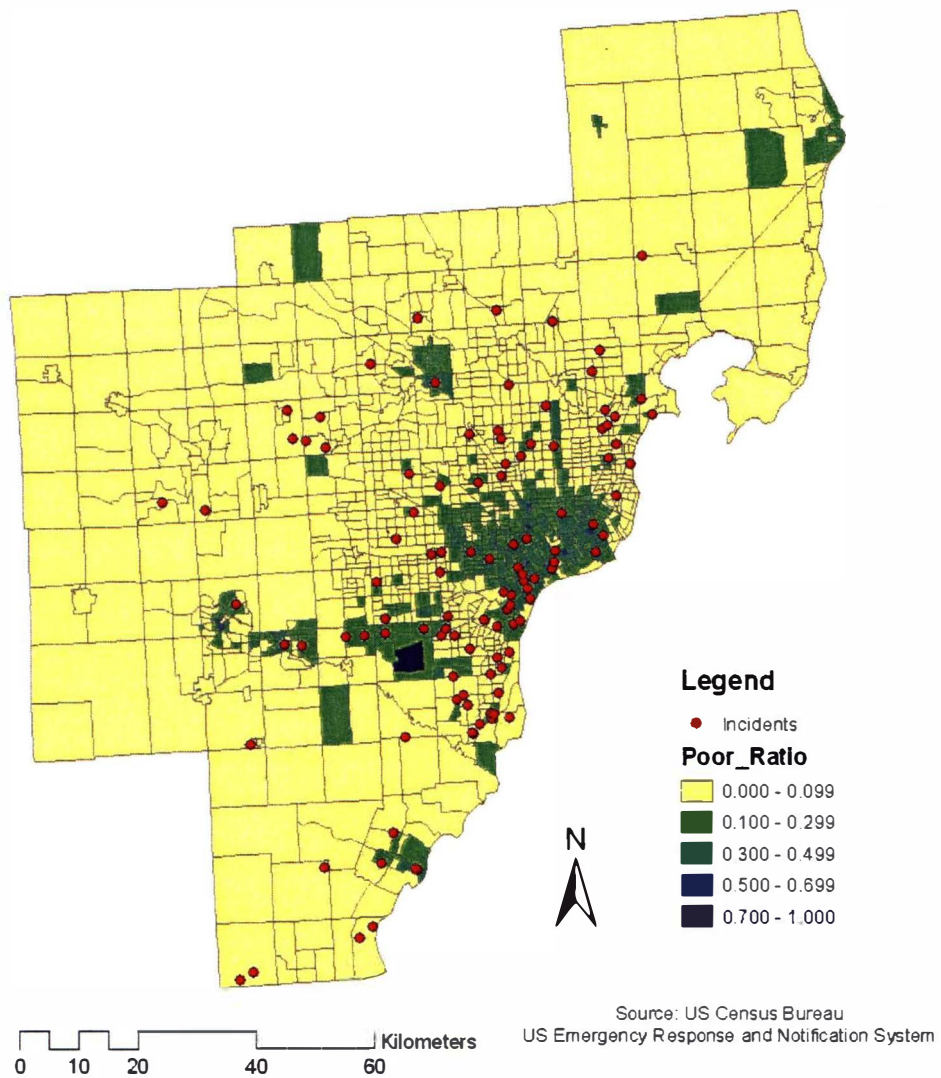 Legend
Incidents
Poor_Ratio
0.000 - 0.099
0.100 - 0.299
0.300 - 0.499
0.500 - 0.699
0.700 - 1.000
N
Source: US Census Bureau
US Emergency Response and Notification System
Kilometers
0 10 20 40 60